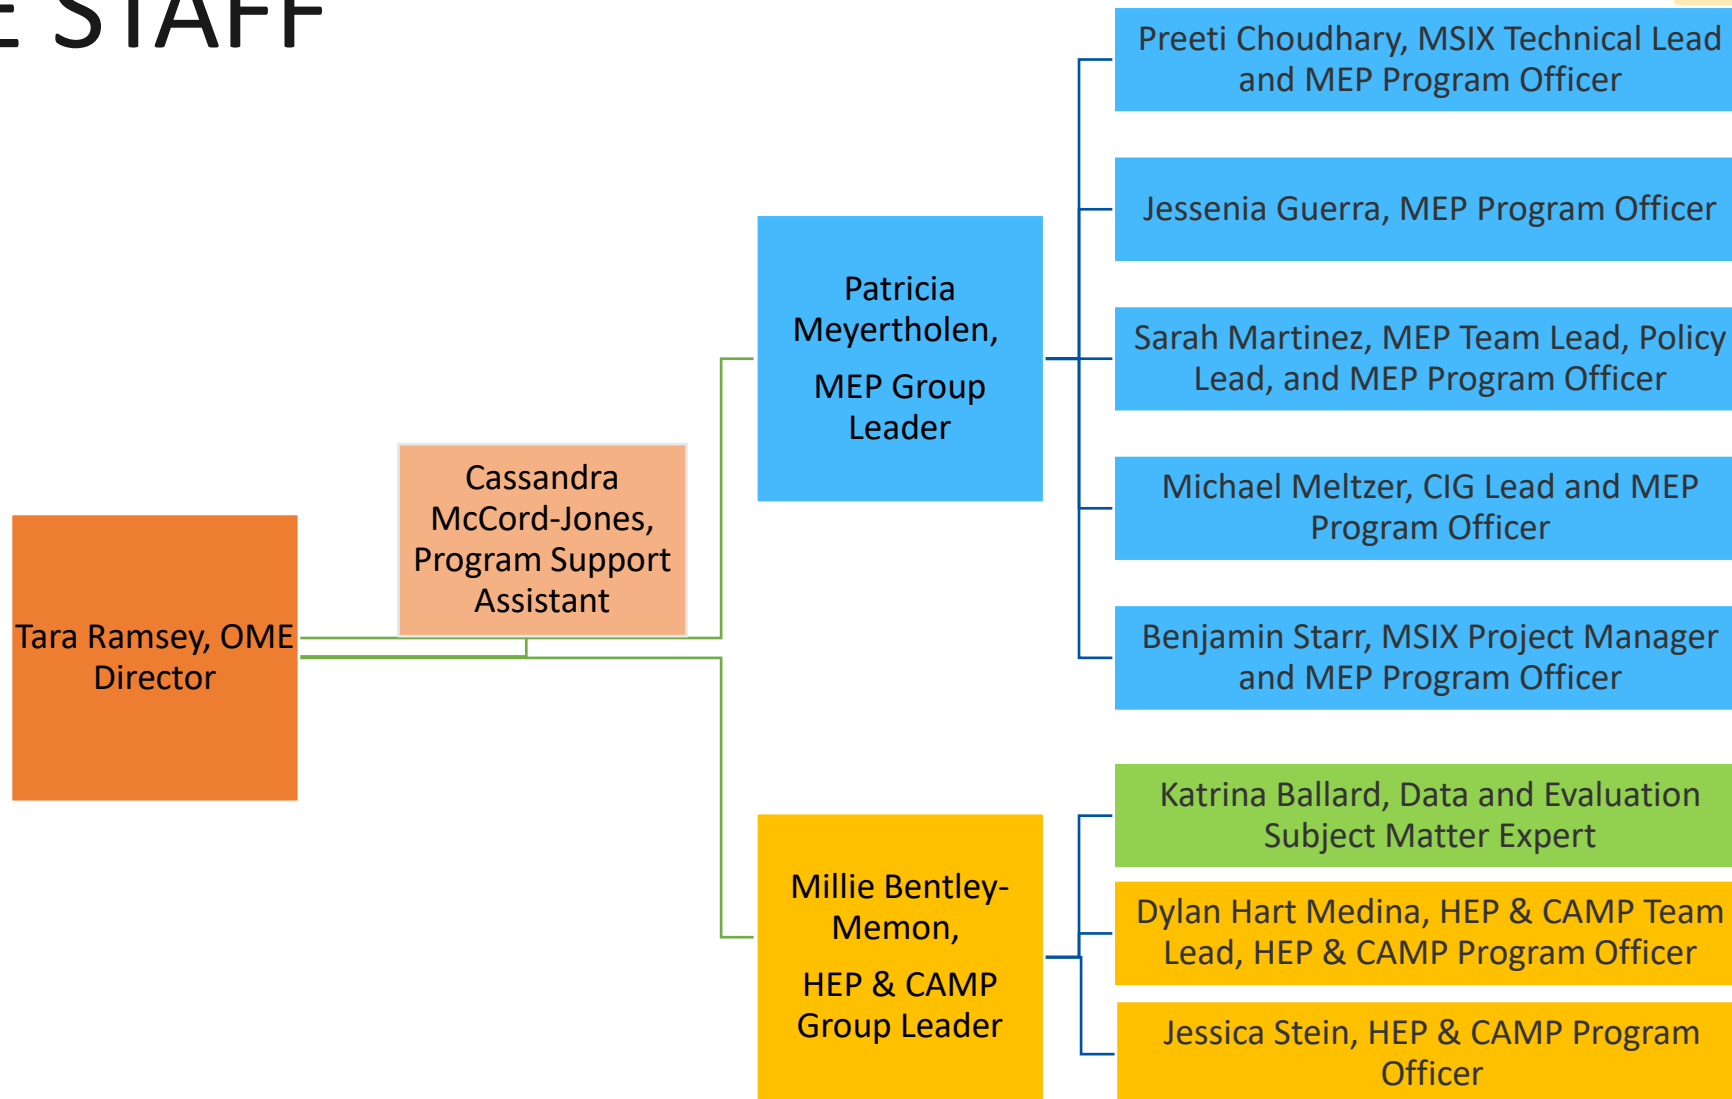 E STAFF
Tara Ramsey, OME
Director
Cassandra
McCord-Jones,
Program Support
Assistant
Patricia
Meyertholen,
MEP Group
Leader
Preeti Choudhary, MSIX Technical Lead
and MEP Program Officer
Jessenia Guerra, MEP Program Officer
Sarah Martinez, MEP Team Lead, Policy
Lead, and MEP Program Officer
Michael Meltzer, CIG Lead and MEP
Program Officer
Benjamin Starr, MSIX Project Manager
and MEP Program Officer
Millie Bentley-
Memon,
HEP & CAMP
Group Leader
Katrina Ballard, Data and Evaluation
Subject Matter Expert
Dylan Hart Medina, HEP & CAMP Team
Lead, HEP & CAMP Program Officer
Jessica Stein, HEP & CAMP Program
Officer